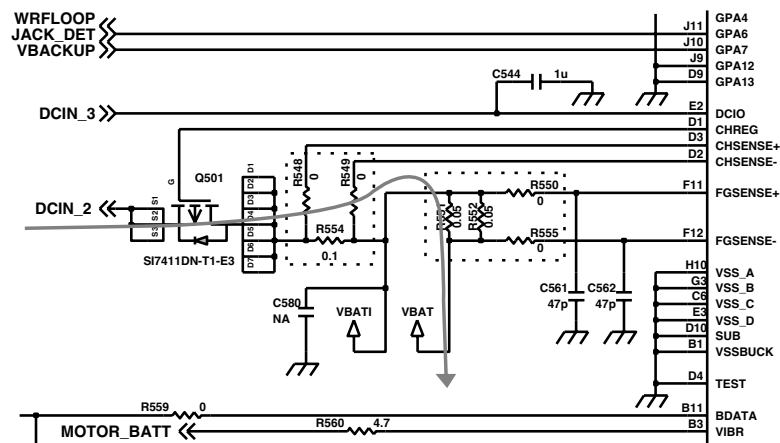 WRFLOOP
JACK_DET
VBACKUP
GPA4
J11 GPA6
J10 GPA7
J9 GPA12
D9 GPA13
C544 1u
DCIN_3
E2 DCIO
D1 CHREG
D3 CHSENSE+
D2 CHSENSE-
R548 0
R549 0
Q501
G
S1
S2
S3
D1
D2
D3
D4
D5
D6
D7
DCIN_2
SI7411DN-T1-E3
R554
0.1
R551 0.05
R552 0.05
R550
0
F11 FGSENSE+
R555
0
F12 FGSENSE-
C580
NA
VBATI
VBAT
C561
47p
C562
47p
H10 VSS_A
G3 VSS_B
C6 VSS_C
E3 VSS_D
D10 SUB
B1 VSSBUCK
D4 TEST
R559 0
B11 BDATA
MOTOR_BATT
R560 4.7
B3 VIBR